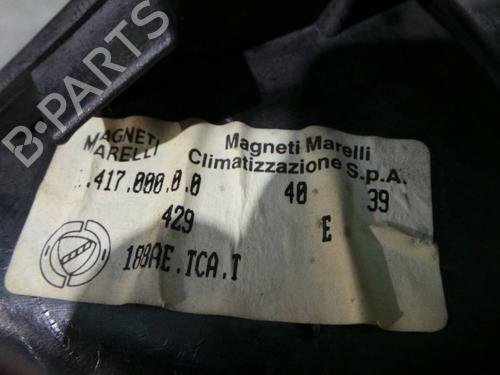 B-PARTS
MAGNETI
MARELLI
Magneti Marelli
Climatizzazione S.p.A.
.417.000.0.0 40 39
429 E
188AE.TCA.T